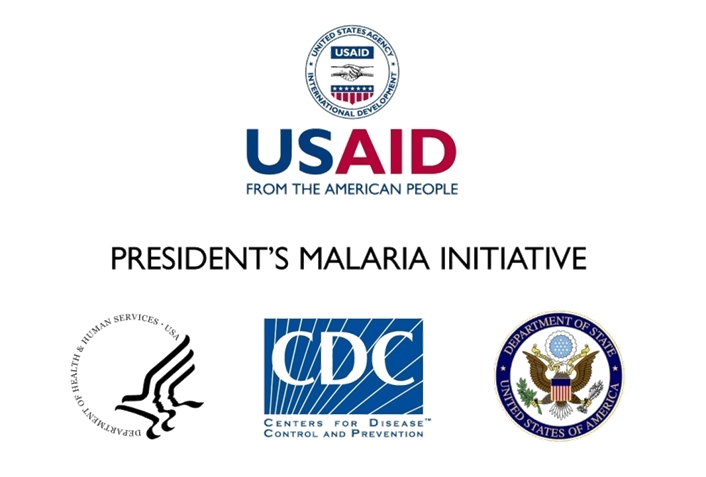 UNITED STATES AGENCY
USAID
INTERNATIONAL DEVELOPMENT
USAID
FROM THE AMERICAN PEOPLE
PRESIDENT'S MALARIA INITIATIVE
DEPARTMENT OF HEALTH & HUMAN SERVICES · USA
CDC
CENTERS FOR DISEASE™
CONTROL AND PREVENTION
DEPARTMENT OF STATE
UNITED STATES OF AMERICA